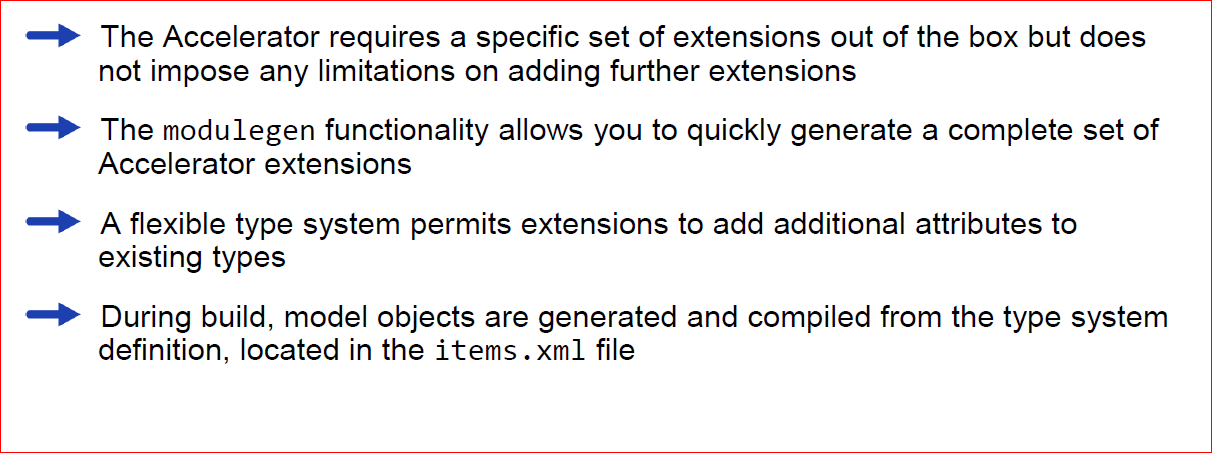 The Accelerator requires a specific set of extensions out of the box but does
not impose any limitations on adding further extensions
The modulegen functionality allows you to quickly generate a complete set of
Accelerator extensions
A flexible type system permits extensions to add additional attributes to
existing types
During build, model objects are generated and compiled from the type system
definition, located in the items.xml file